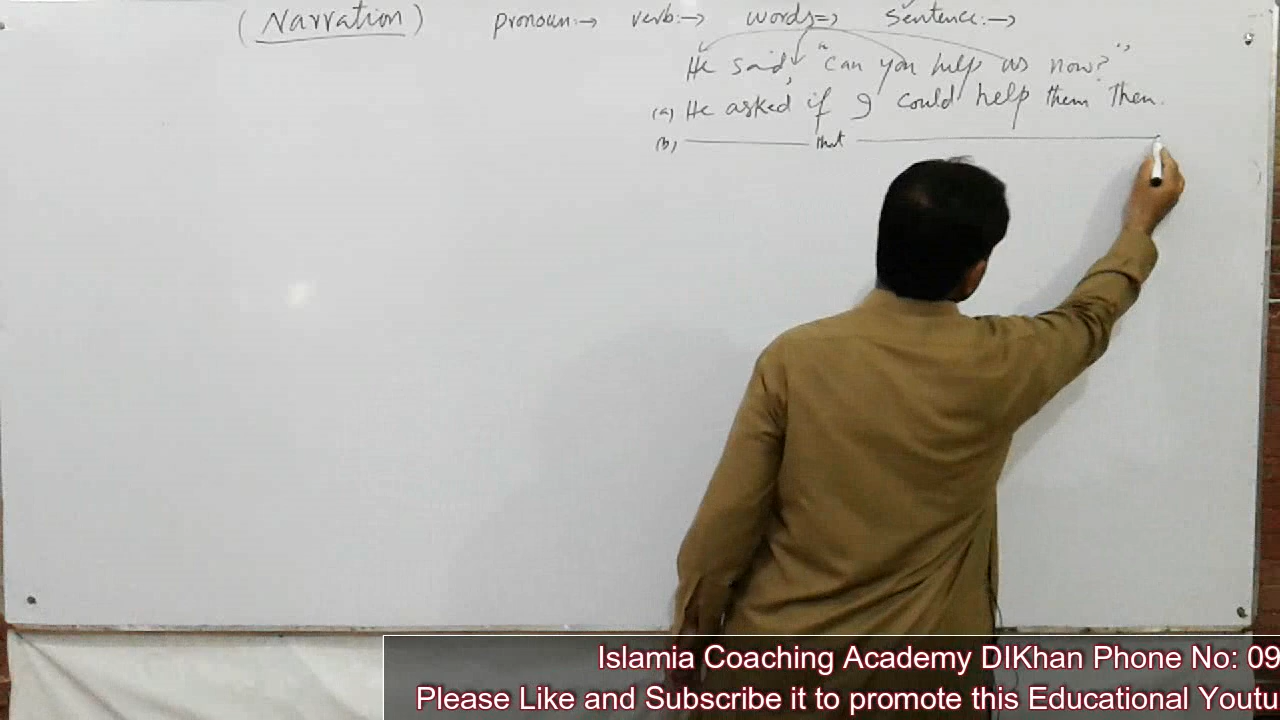 (Narration) pronoun:→ verb:→ words⇒ sentence:→
He said, "Can you help us now?"
(a) He asked if I could help them then.
(b) ——— that ———
Islamia Coaching Academy DIKhan Phone No: 09
Please Like and Subscribe it to promote this Educational Youtu